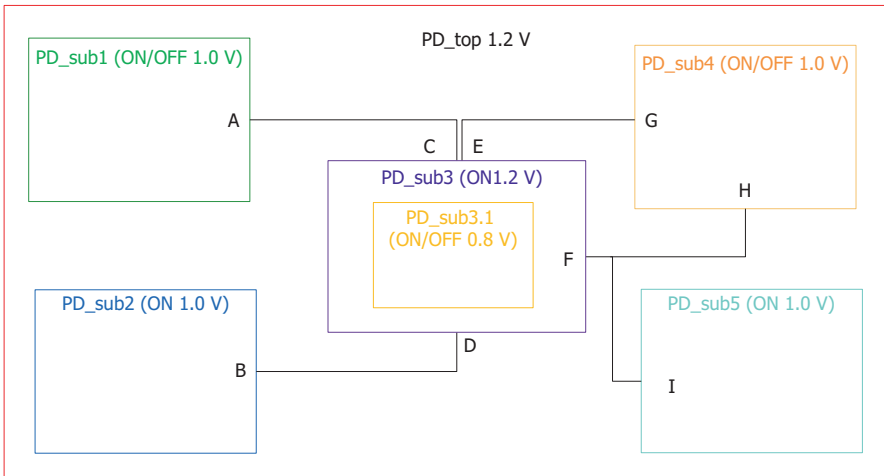 PD_top 1.2 V
PD_sub1 (ON/OFF 1.0 V)
A
PD_sub4 (ON/OFF 1.0 V)
G
H
C
E
PD_sub3 (ON1.2 V)
PD_sub3.1
(ON/OFF 0.8 V)
F
D
PD_sub2 (ON 1.0 V)
B
PD_sub5 (ON 1.0 V)
I